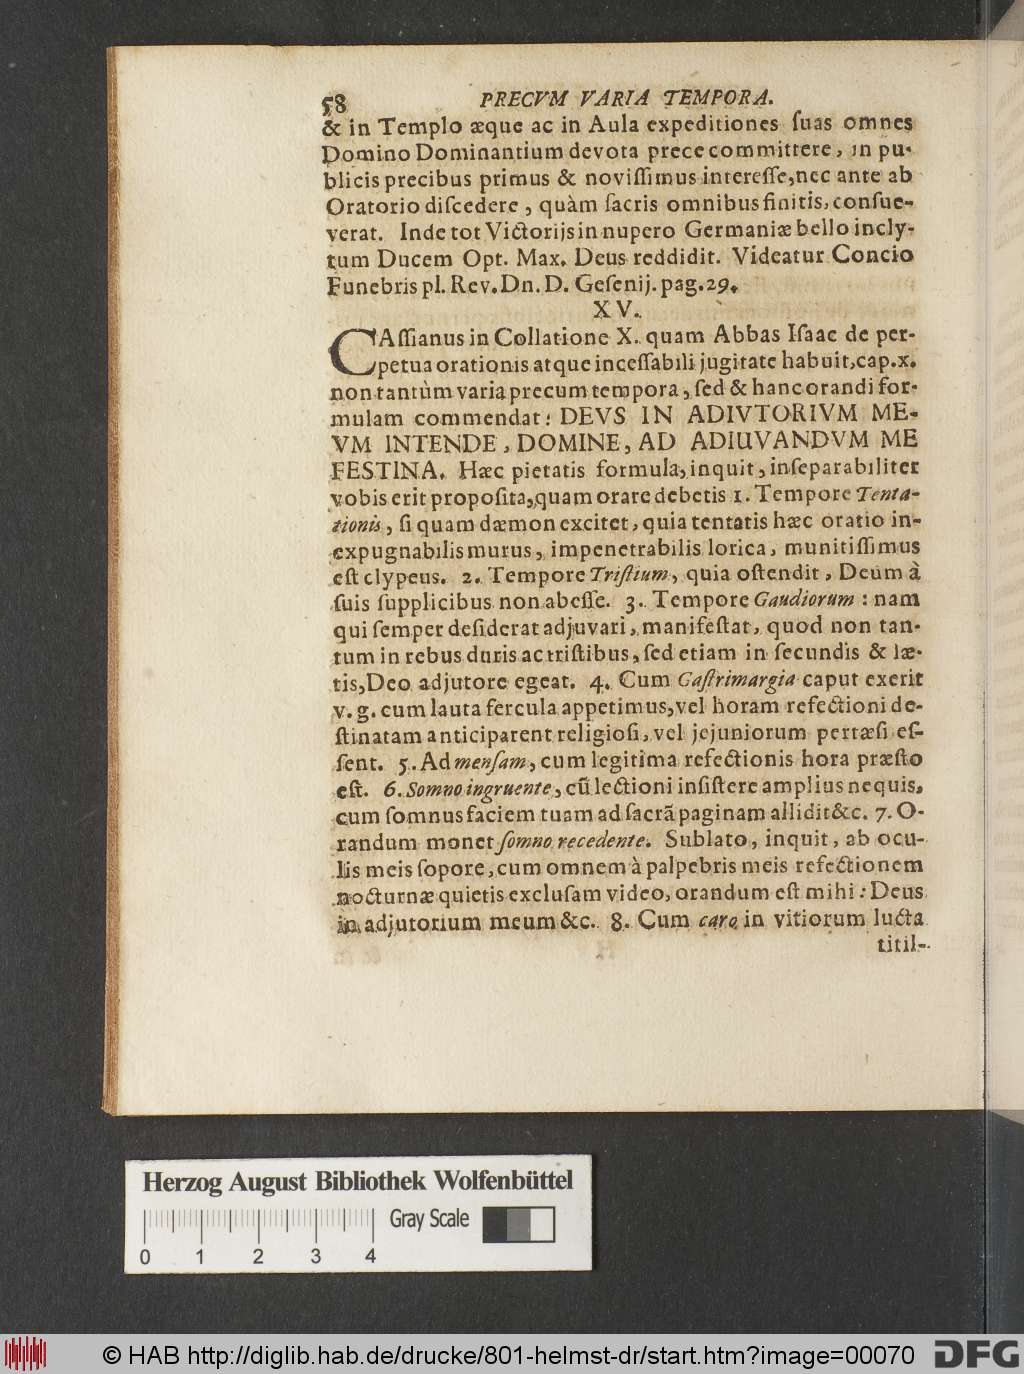 58 PRECVM VARIA TEMPORA.
& in Templo æque ac in Aula expeditiones ſuas omnes
Domino Dominantium devota prece committere, in pu-
blicis precibus primus & noviſſimus intereſſe, nec ante ab
Oratorio diſcedere, quàm ſacris omnibus finitis, conſue-
verat. Inde tot Victorijs in nupero Germaniæ bello incly-
tum Ducem Opt. Max. Deus reddidit. Videatur Concio
Funebris pl. Rev. Dn. D. Geſenij. pag. 29.
XV.
CAſſianus in Collatione X. quam Abbas Iſaac de per-
petua orationis atque inceſſabili jugitate habuit, cap. x.
non tantùm varia precum tempora, ſed & hanc orandi for-
mulam commendat: DEVS IN ADIVTORIVM ME-
VM INTENDE, DOMINE, AD ADIUVANDVM ME
FESTINA. Hæc pietatis formula, inquit, inſeparabiliter
vobis erit propoſita, quam orare debetis 1. Tempore Tenta-
tionis, ſi quam dæmon excitet, quia tentatis hæc oratio in-
expugnabilis murus, impenetrabilis lorica, munitiſſimus
eſt clypeus. 2. Tempore Triſtium, quia oſtendit, Deum à
ſuis ſupplicibus non abeſſe. 3. Tempore Gaudiorum: nam
qui ſemper deſiderat adjuvari, manifeſtat, quod non tan-
tum in rebus duris ac triſtibus, ſed etiam in ſecundis & læ-
tis, Deo adjutore egeat. 4. Cum Gaſtrimargia caput exerit
v. g. cum lauta fercula appetimus, vel horam refectioni de-
ſtinatam anticiparent religioſi, vel jejuniorum pertæſi eſ-
ſent. 5. Ad menſam, cum legitima refectionis hora præſto
eſt. 6. Somno ingruente, cū lectioni inſiſtere amplius nequis,
cum ſomnus faciem tuam ad ſacrā paginam allidit &c. 7. O-
randum monet ſomno recedente. Sublato, inquit, ab ocu-
lis meis ſopore, cum omnem à palpebris meis refectionem
nocturnæ quietis excluſam video, orandum eſt mihi: Deus
in adjutorium meum &c. 8. Cum caro in vitiorum lucta
titil-
Herzog August Bibliothek Wolfenbüttel
Gray Scale
0 1 2 3 4
© HAB http://diglib.hab.de/drucke/801-helmst-dr/start.htm?image=00070
DFG